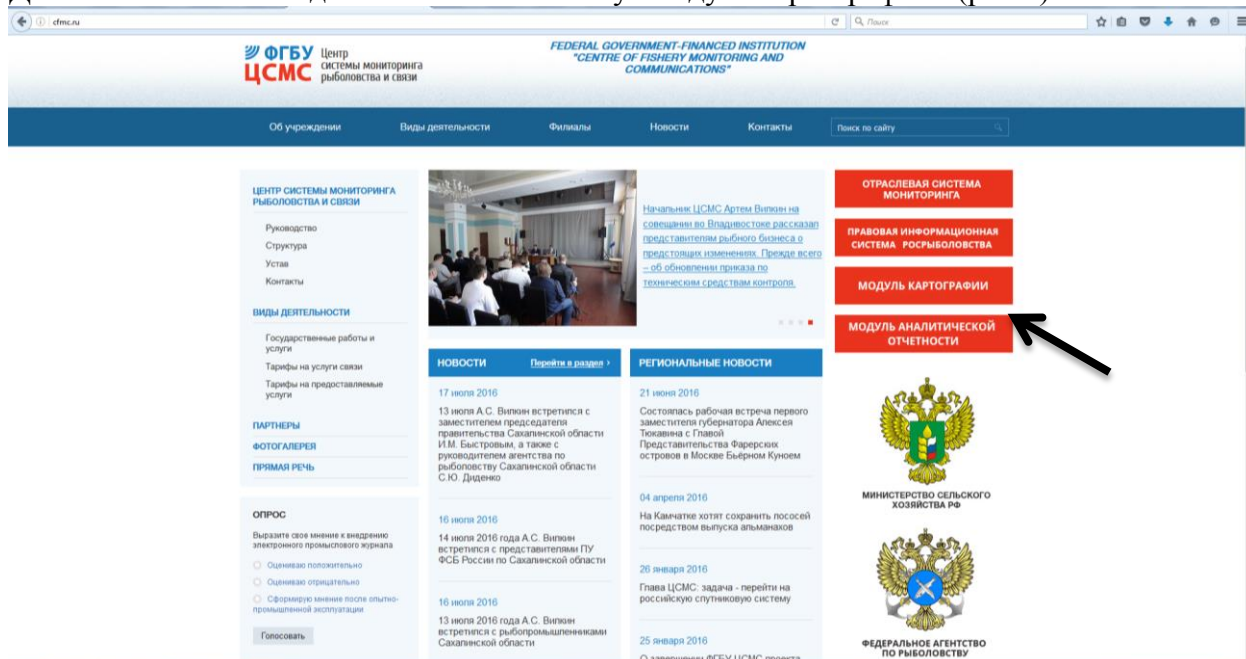 cfmc.ru
Поиск
ФГБУ
ЦСМС
Центр
системы мониторинга
рыболовства и связи
FEDERAL GOVERNMENT-FINANCED INSTITUTION
"CENTRE OF FISHERY MONITORING AND
COMMUNICATIONS"
Об учреждении
Виды деятельности
Филиалы
Новости
Контакты
Поиск по сайту
ЦЕНТР СИСТЕМЫ МОНИТОРИНГА
РЫБОЛОВСТВА И СВЯЗИ
Руководство
Структура
Устав
Контакты
ВИДЫ ДЕЯТЕЛЬНОСТИ
Государственные работы и
услуги
Тарифы на услуги связи
Тарифы на предоставляемые
услуги
ПАРТНЕРЫ
ФОТОГАЛЕРЕЯ
ПРЯМАЯ РЕЧЬ
ОПРОС
Выразите свое мнение к внедрению
электронного промыслового журнала
Оцениваю положительно
Оцениваю отрицательно
Сформирую мнение после опытно-
промышленной эксплуатации
Голосовать
Начальник ЦСМС Артем Вилкин на
совещании во Владивостоке рассказал
представителям рыбного бизнеса о
предстоящих изменениях. Прежде всего
– об обновлении приказа по
техническим средствам контроля.
НОВОСТИ
Перейти в раздел ›
17 июля 2016
13 июля А.С. Вилкин встретился с
заместителем председателя
правительства Сахалинской области
И.М. Быстровым, а также с
руководителем агентства по
рыболовству Сахалинской области
С.Ю. Диденко
16 июля 2016
14 июля 2016 года А.С. Вилкин
встретился с представителями ПУ
ФСБ России по Сахалинской области
16 июля 2016
13 июля 2016 года А.С. Вилкин
встретился с рыбопромышленниками
Сахалинской области
РЕГИОНАЛЬНЫЕ НОВОСТИ
21 июня 2016
Состоялась рабочая встреча первого
заместителя губернатора Алексея
Тюкавина с Главой
Представительства Фарерских
островов в Москве Бьёрном Куноем
04 апреля 2016
На Камчатке хотят сохранить лососей
посредством выпуска альманахов
26 января 2016
Глава ЦСМС: задача - перейти на
российскую спутниковую систему
25 января 2016
О завершении ФГБУ ЦСМС проекта
ОТРАСЛЕВАЯ СИСТЕМА
МОНИТОРИНГА
ПРАВОВАЯ ИНФОРМАЦИОННАЯ
СИСТЕМА РОСРЫБОЛОВСТВА
МОДУЛЬ КАРТОГРАФИИ
МОДУЛЬ АНАЛИТИЧЕСКОЙ
ОТЧЕТНОСТИ
МИНИСТЕРСТВО СЕЛЬСКОГО
ХОЗЯЙСТВА РФ
ФЕДЕРАЛЬНОЕ АГЕНТСТВО
ПО РЫБОЛОВСТВУ